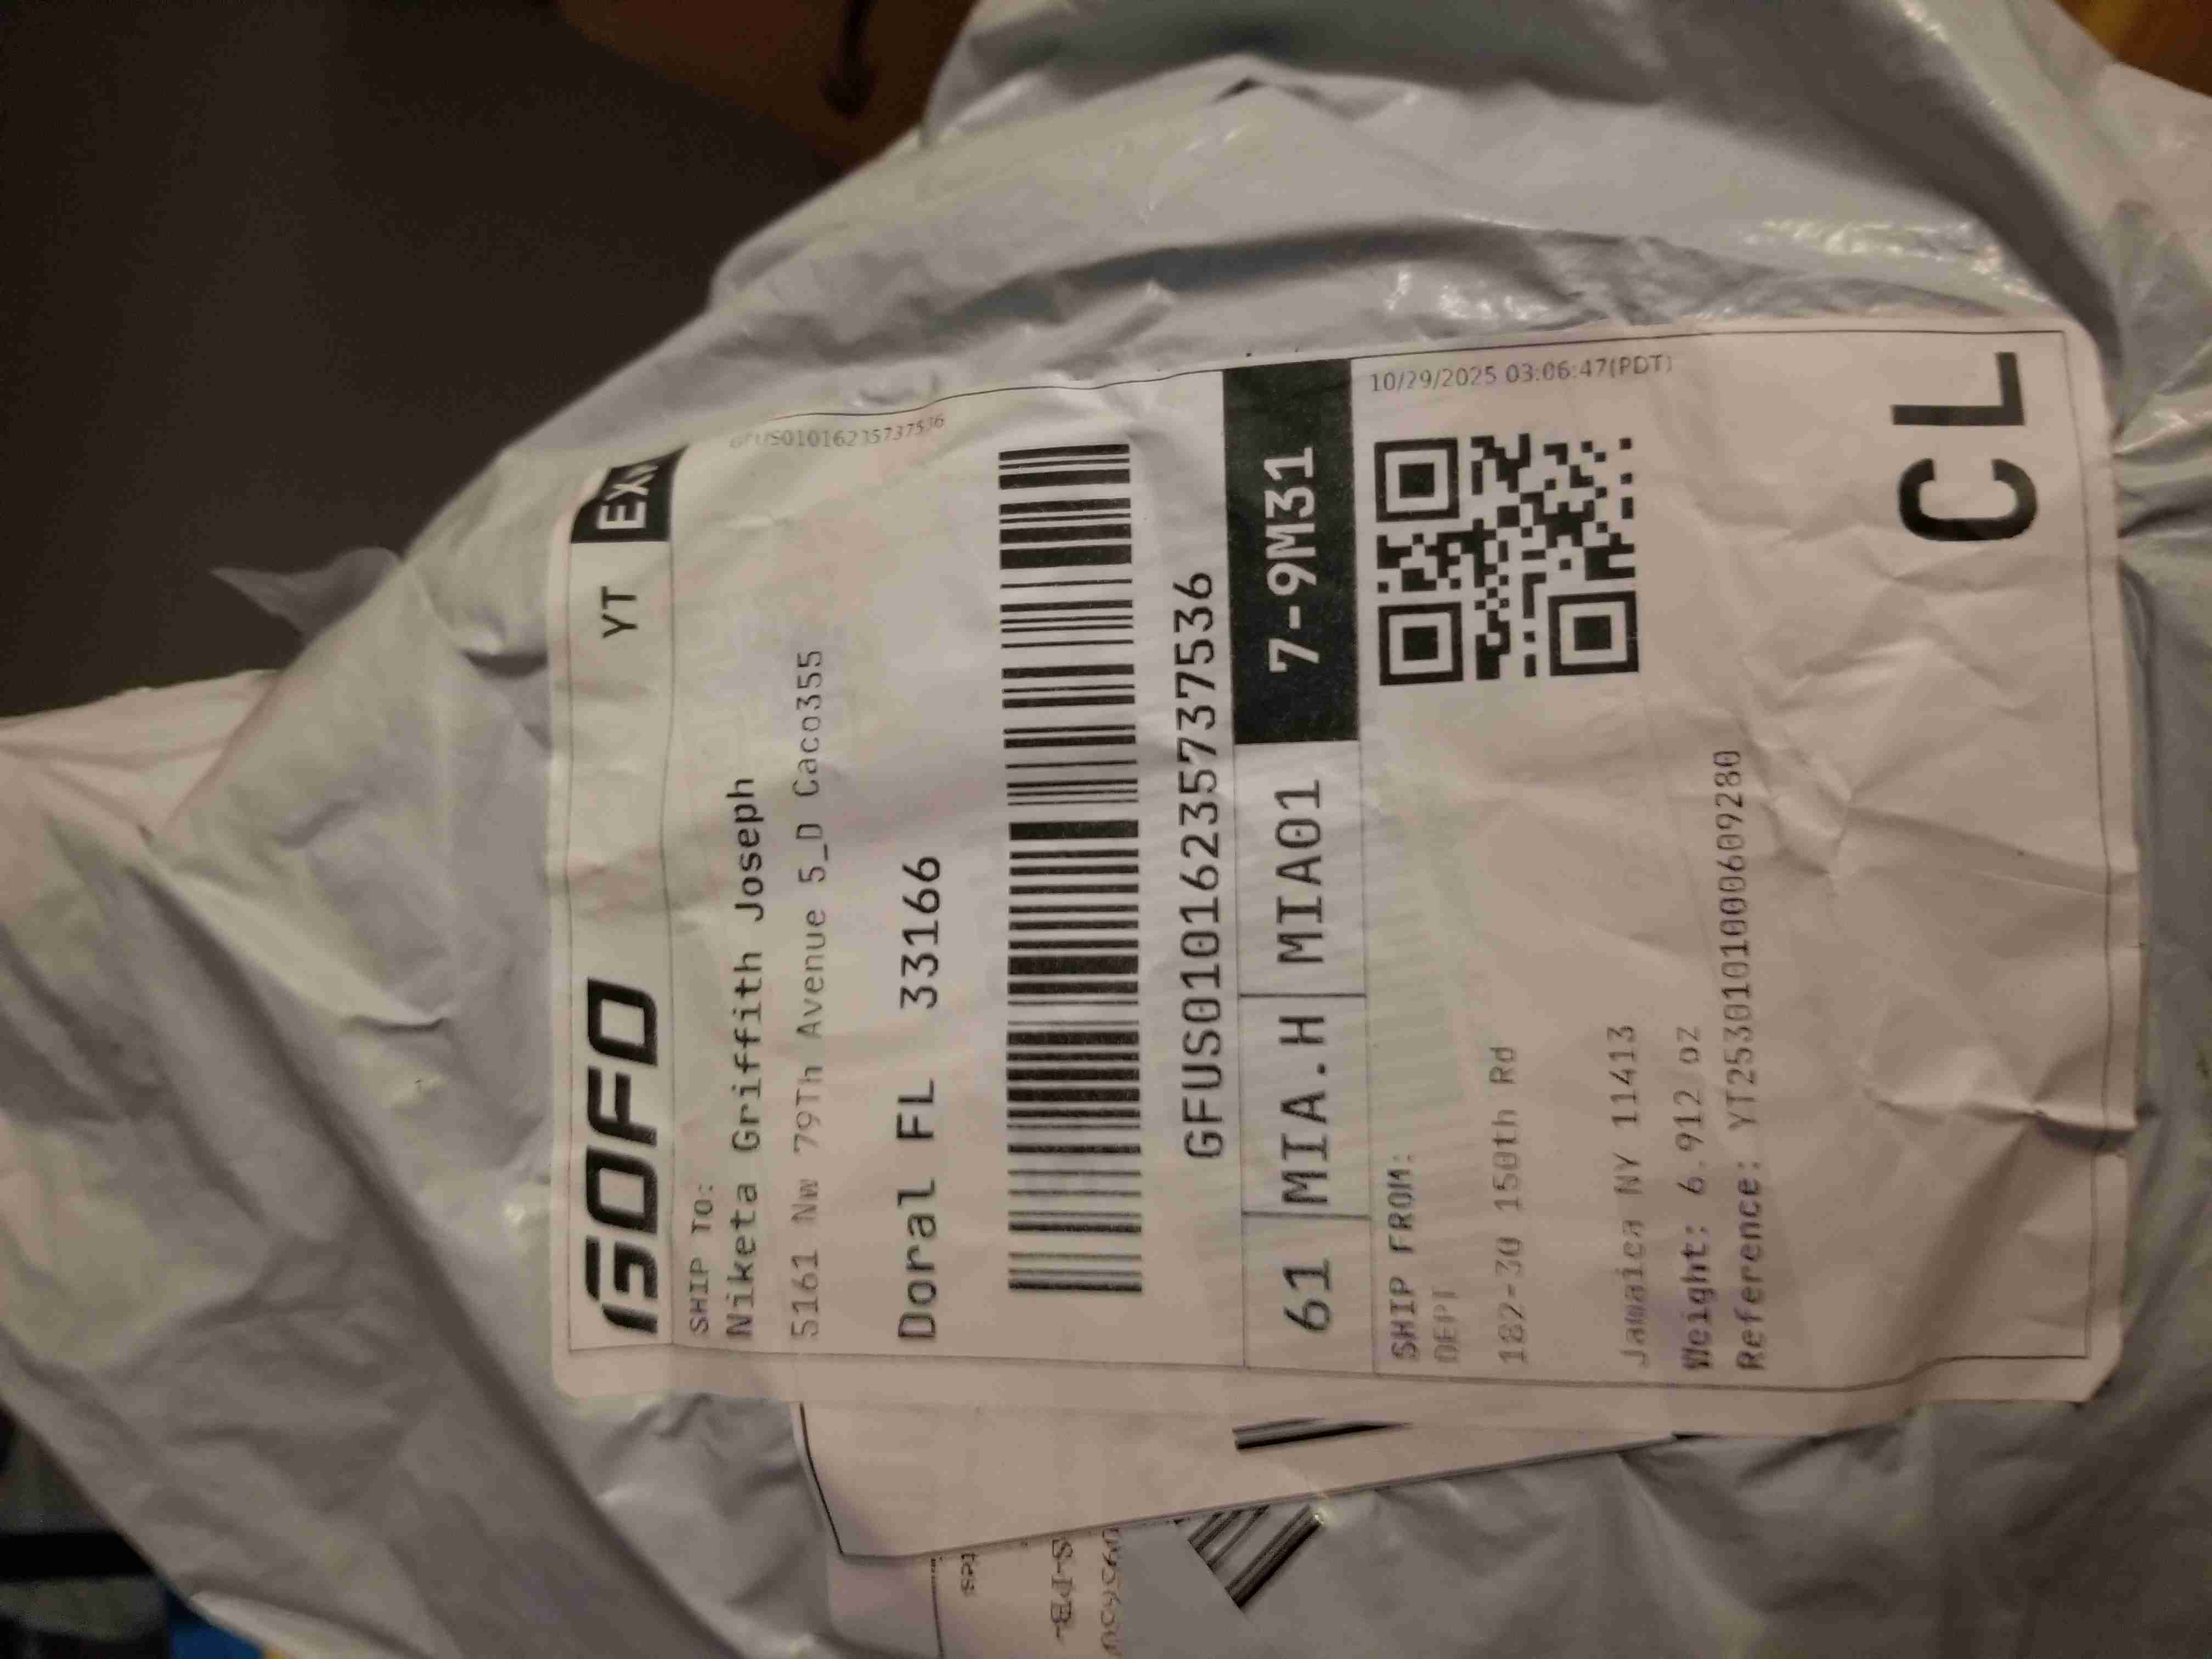 GOFO YT EXW
GFUS01016235737536
SHIP TO:
Niketa Griffith Joseph
5161 Nw 79Th Avenue 5_D Caco355
Doral FL 33166
GFUS01016235737536
61 MIA.H MIA01 7-9M31
10/29/2025 03:06:47(PDT)
SHIP FROM:
DEPT
182-30 150th Rd
Jamaica NY 11413
Weight: 6.912 oz
Reference: YT2530101000609280
CL